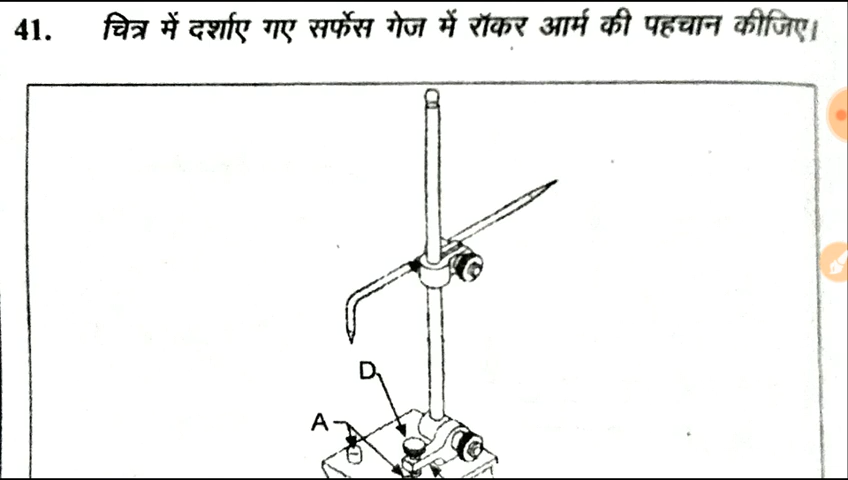 41. चित्र में दर्शाए गए सर्फेस गेज में रॉकर आर्म की पहचान कीजिए।
D
A